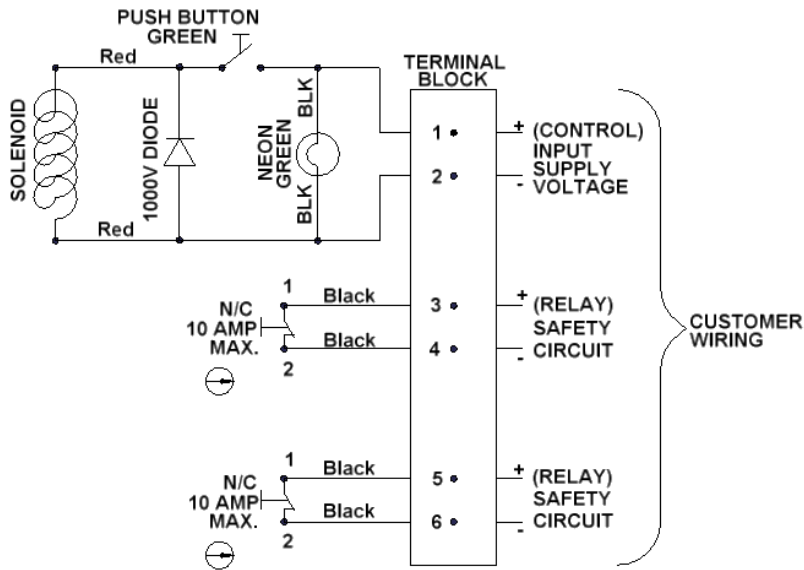 PUSH BUTTON
GREEN
Red
SOLENOID
1000V DIODE
NEON
GREEN
BLK
BLK
Red
TERMINAL
BLOCK
1
2
3
4
5
6
+ (CONTROL)
INPUT
SUPPLY
- VOLTAGE
1
N/C
10 AMP
MAX.
2
Black
Black
+ (RELAY)
SAFETY
- CIRCUIT
1
N/C
10 AMP
MAX.
2
Black
Black
+ (RELAY)
SAFETY
- CIRCUIT
CUSTOMER
WIRING